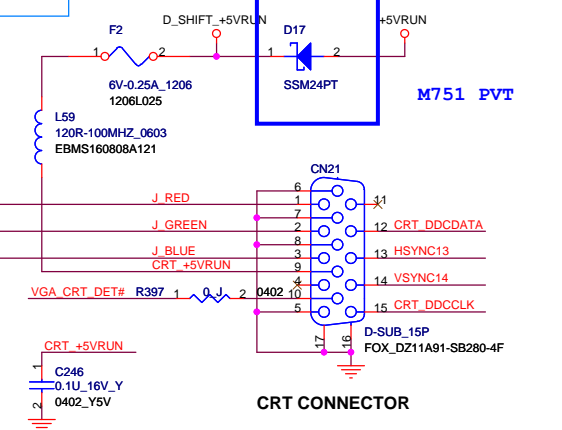 D_SHIFT_+5VRUN
D17
+5VRUN
F2
1 2
1 2
6V-0.25A_1206
1206L025
SSM24PT
M751 PVT
L59
120R-100MHZ_0603
EBMS160808A121
CN21
6
J_RED 1 11
7
J_GREEN 2 12 CRT_DDCDATA
8
J_BLUE 3 13 HSYNC13
CRT_+5VRUN 9
4 14 VSYNC14
VGA_CRT_DET# R397 1 0_J 2 0402 10
5 15 CRT_DDCCLK
17 16
D-SUB_15P
FOX_DZ11A91-SB280-4F
CRT_+5VRUN
1
C246
0.1U_16V_Y
0402_Y5V
2
CRT CONNECTOR